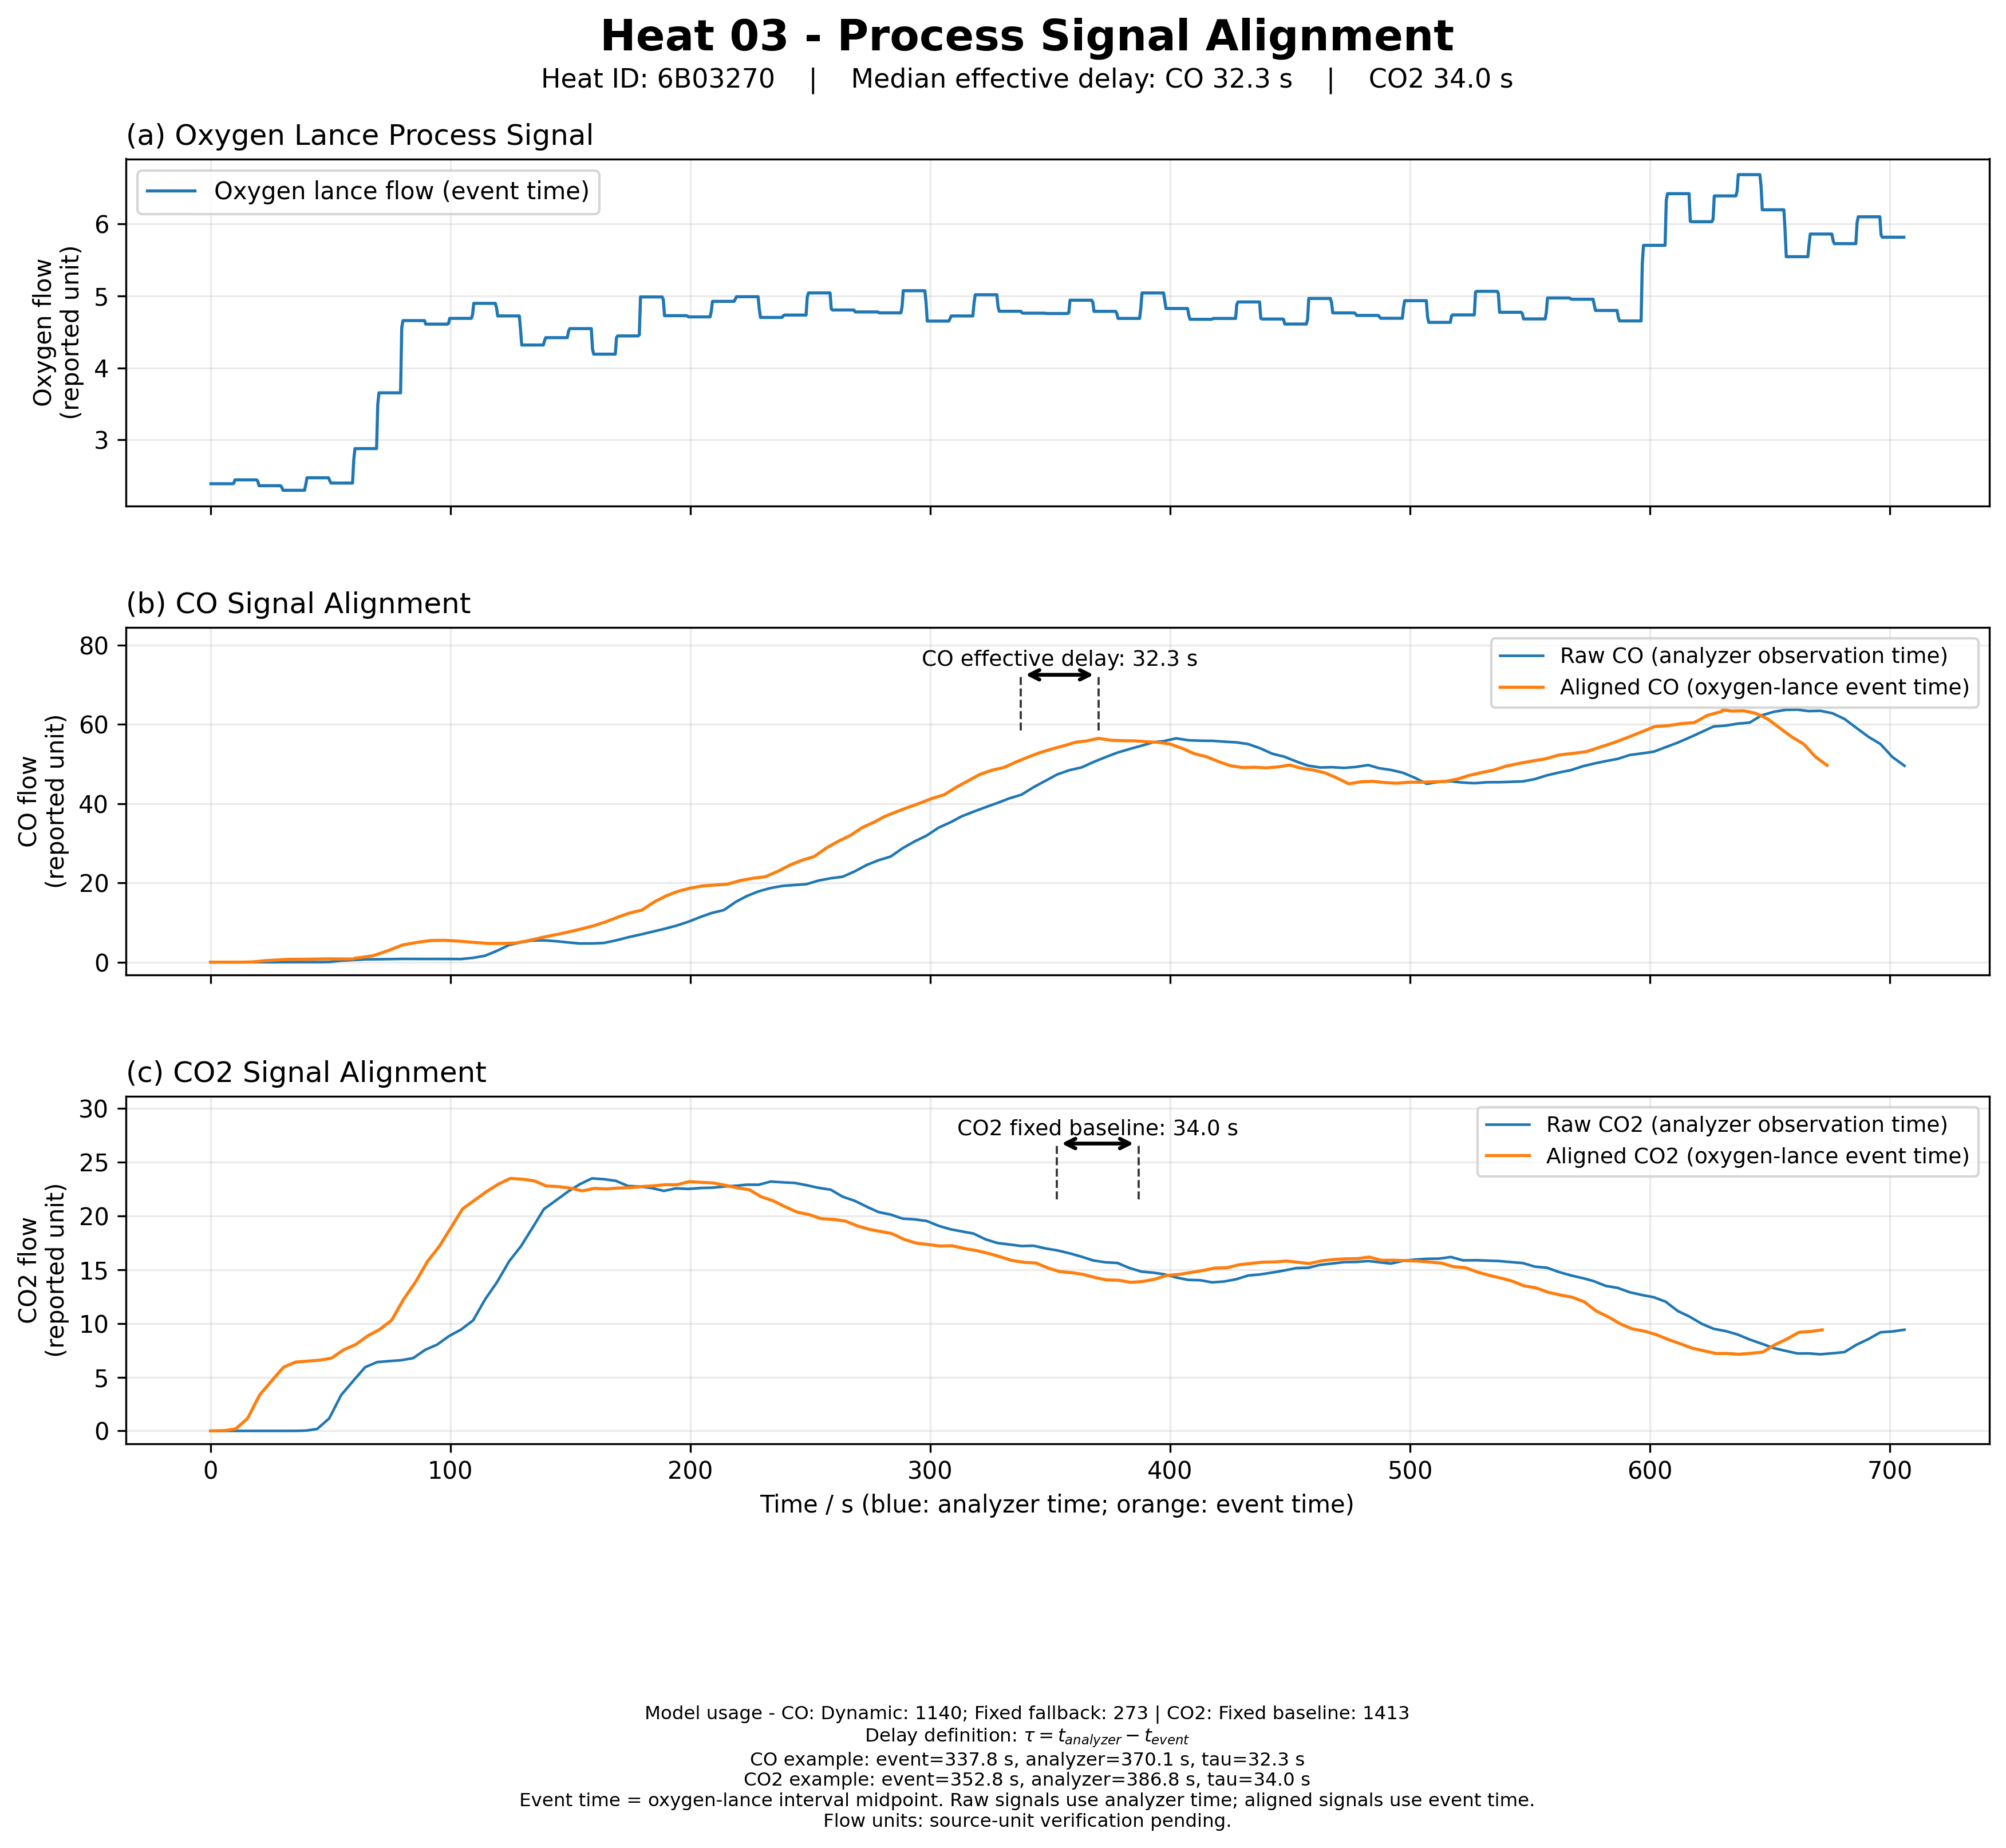 Heat 03 - Process Signal Alignment
Heat ID: 6B03270 | Median effective delay: CO 32.3 s | CO2 34.0 s
(a) Oxygen Lance Process Signal
Oxygen lance flow (event time)
Oxygen flow
(reported unit)
6
5
4
3
(b) CO Signal Alignment
CO effective delay: 32.3 s
Raw CO (analyzer observation time)
Aligned CO (oxygen-lance event time)
CO flow
(reported unit)
80
60
40
20
0
(c) CO2 Signal Alignment
CO2 fixed baseline: 34.0 s
Raw CO2 (analyzer observation time)
Aligned CO2 (oxygen-lance event time)
CO2 flow
(reported unit)
30
25
20
15
10
5
0
0 100 200 300 400 500 600 700
Time / s (blue: analyzer time; orange: event time)
Model usage - CO: Dynamic: 1140; Fixed fallback: 273 | CO2: Fixed baseline: 1413
Delay definition: τ = t_analyzer − t_event
CO example: event=337.8 s, analyzer=370.1 s, tau=32.3 s
CO2 example: event=352.8 s, analyzer=386.8 s, tau=34.0 s
Event time = oxygen-lance interval midpoint. Raw signals use analyzer time; aligned signals use event time.
Flow units: source-unit verification pending.